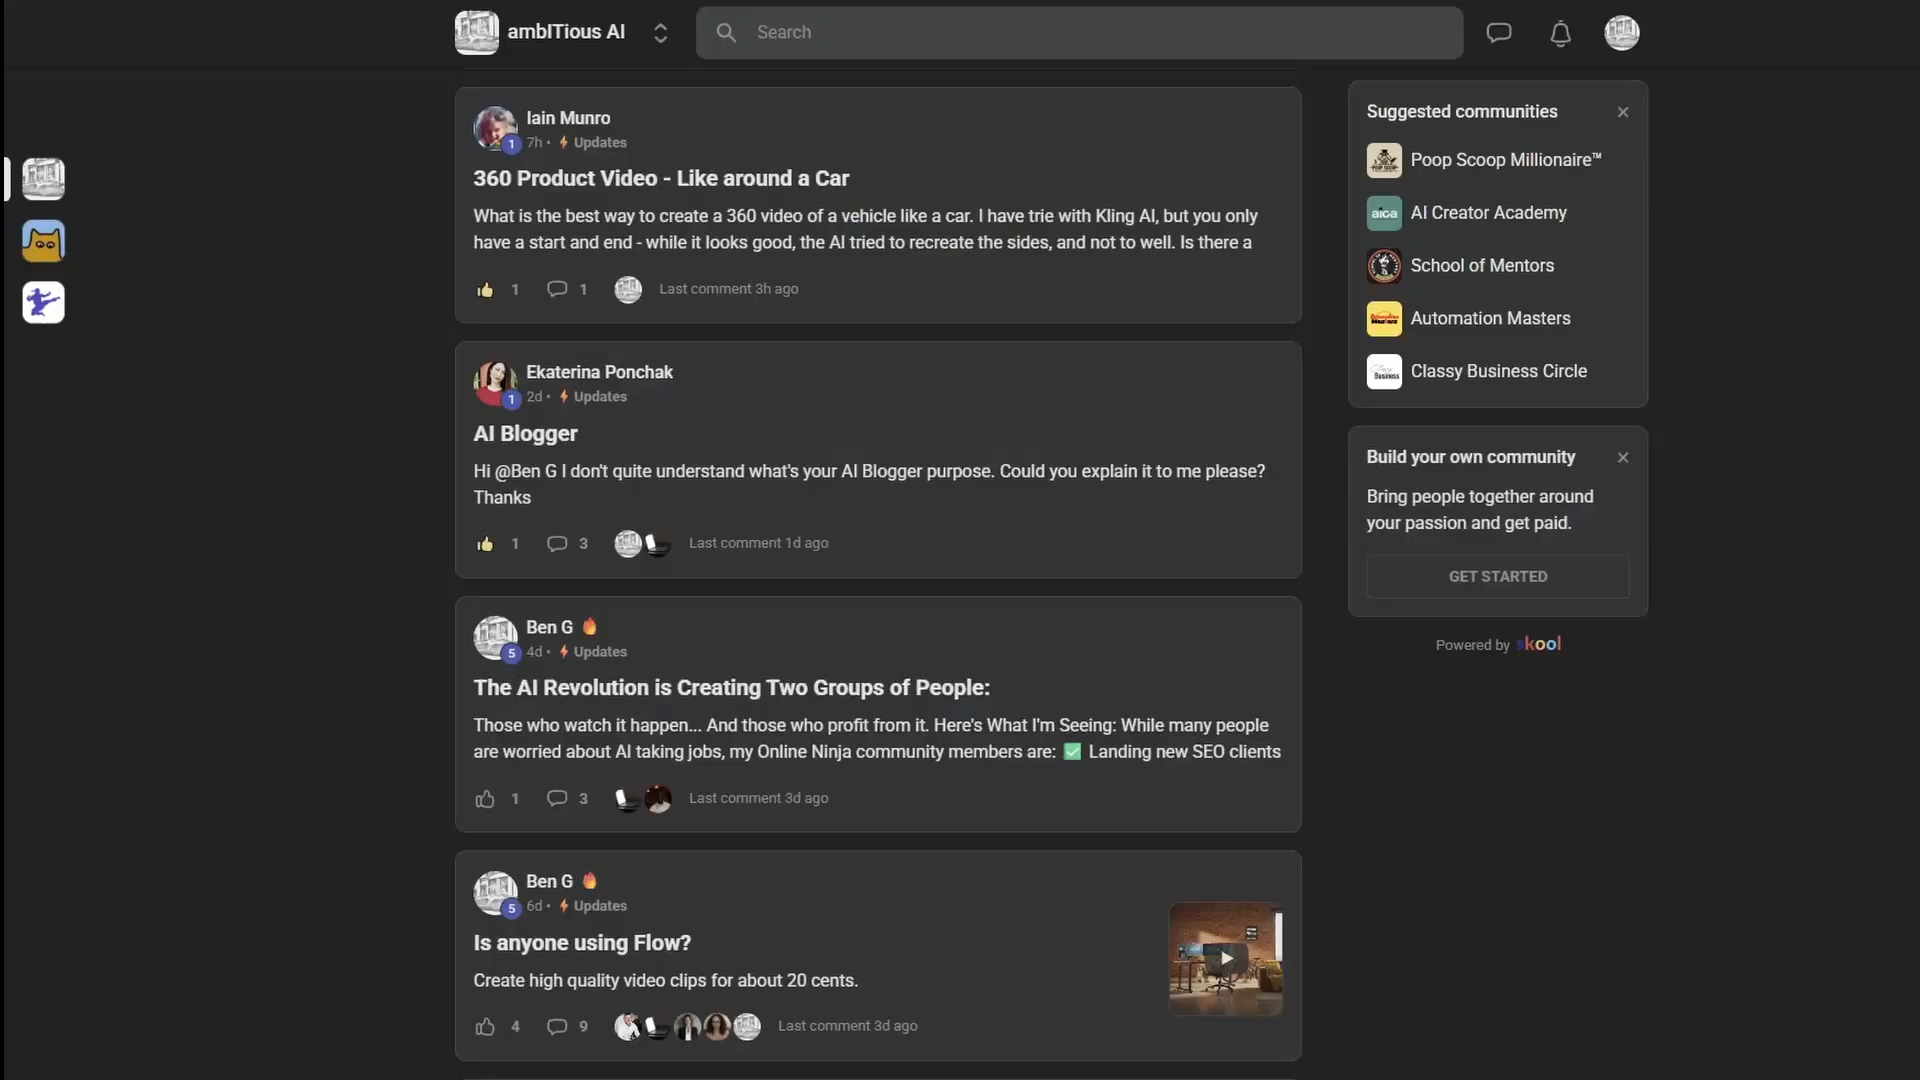 ambITious AI
Search
Iain Munro
1
7h • Updates
360 Product Video - Like around a Car
What is the best way to create a 360 video of a vehicle like a car. I have trie with Kling AI, but you only
have a start and end - while it looks good, the AI tried to recreate the sides, and not to well. Is there a
1
1
Last comment 3h ago
Ekaterina Ponchak
1
2d • Updates
AI Blogger
Hi @Ben G I don't quite understand what's your AI Blogger purpose. Could you explain it to me please?
Thanks
1
3
Last comment 1d ago
Ben G
5
4d • Updates
The AI Revolution is Creating Two Groups of People:
Those who watch it happen... And those who profit from it. Here's What I'm Seeing: While many people
are worried about AI taking jobs, my Online Ninja community members are: ✅ Landing new SEO clients
1
3
Last comment 3d ago
Ben G
5
6d • Updates
Is anyone using Flow?
Create high quality video clips for about 20 cents.
4
9
Last comment 3d ago
Suggested communities
Poop Scoop Millionaire™
aica
AI Creator Academy
School of Mentors
Automation Masters
Business
Classy Business Circle
Build your own community
Bring people together around
your passion and get paid.
GET STARTED
Powered by skool